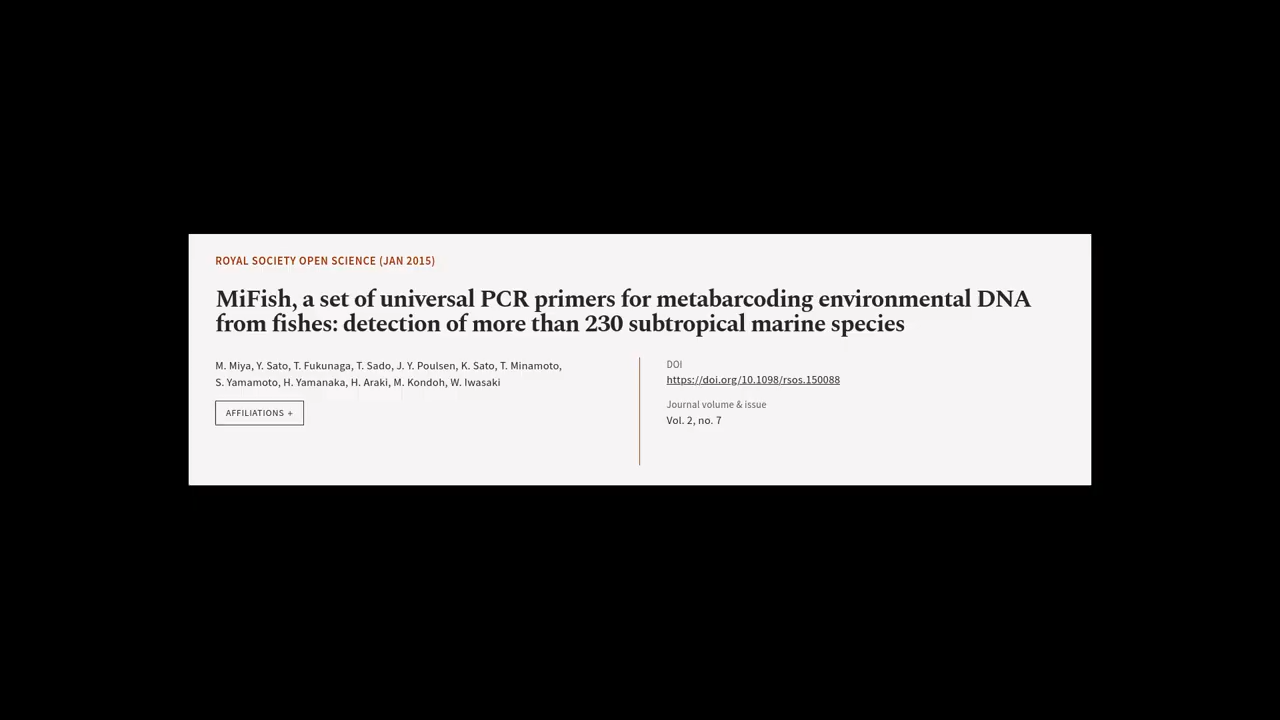 ROYAL SOCIETY OPEN SCIENCE (JAN 2015)
MiFish, a set of universal PCR primers for metabarcoding environmental DNA
from fishes: detection of more than 230 subtropical marine species
M. Miya, Y. Sato, T. Fukunaga, T. Sado, J. Y. Poulsen, K. Sato, T. Minamoto,
S. Yamamoto, H. Yamanaka, H. Araki, M. Kondoh, W. Iwasaki
AFFILIATIONS +
DOI
https://doi.org/10.1098/rsos.150088
Journal volume & issue
Vol. 2, no. 7